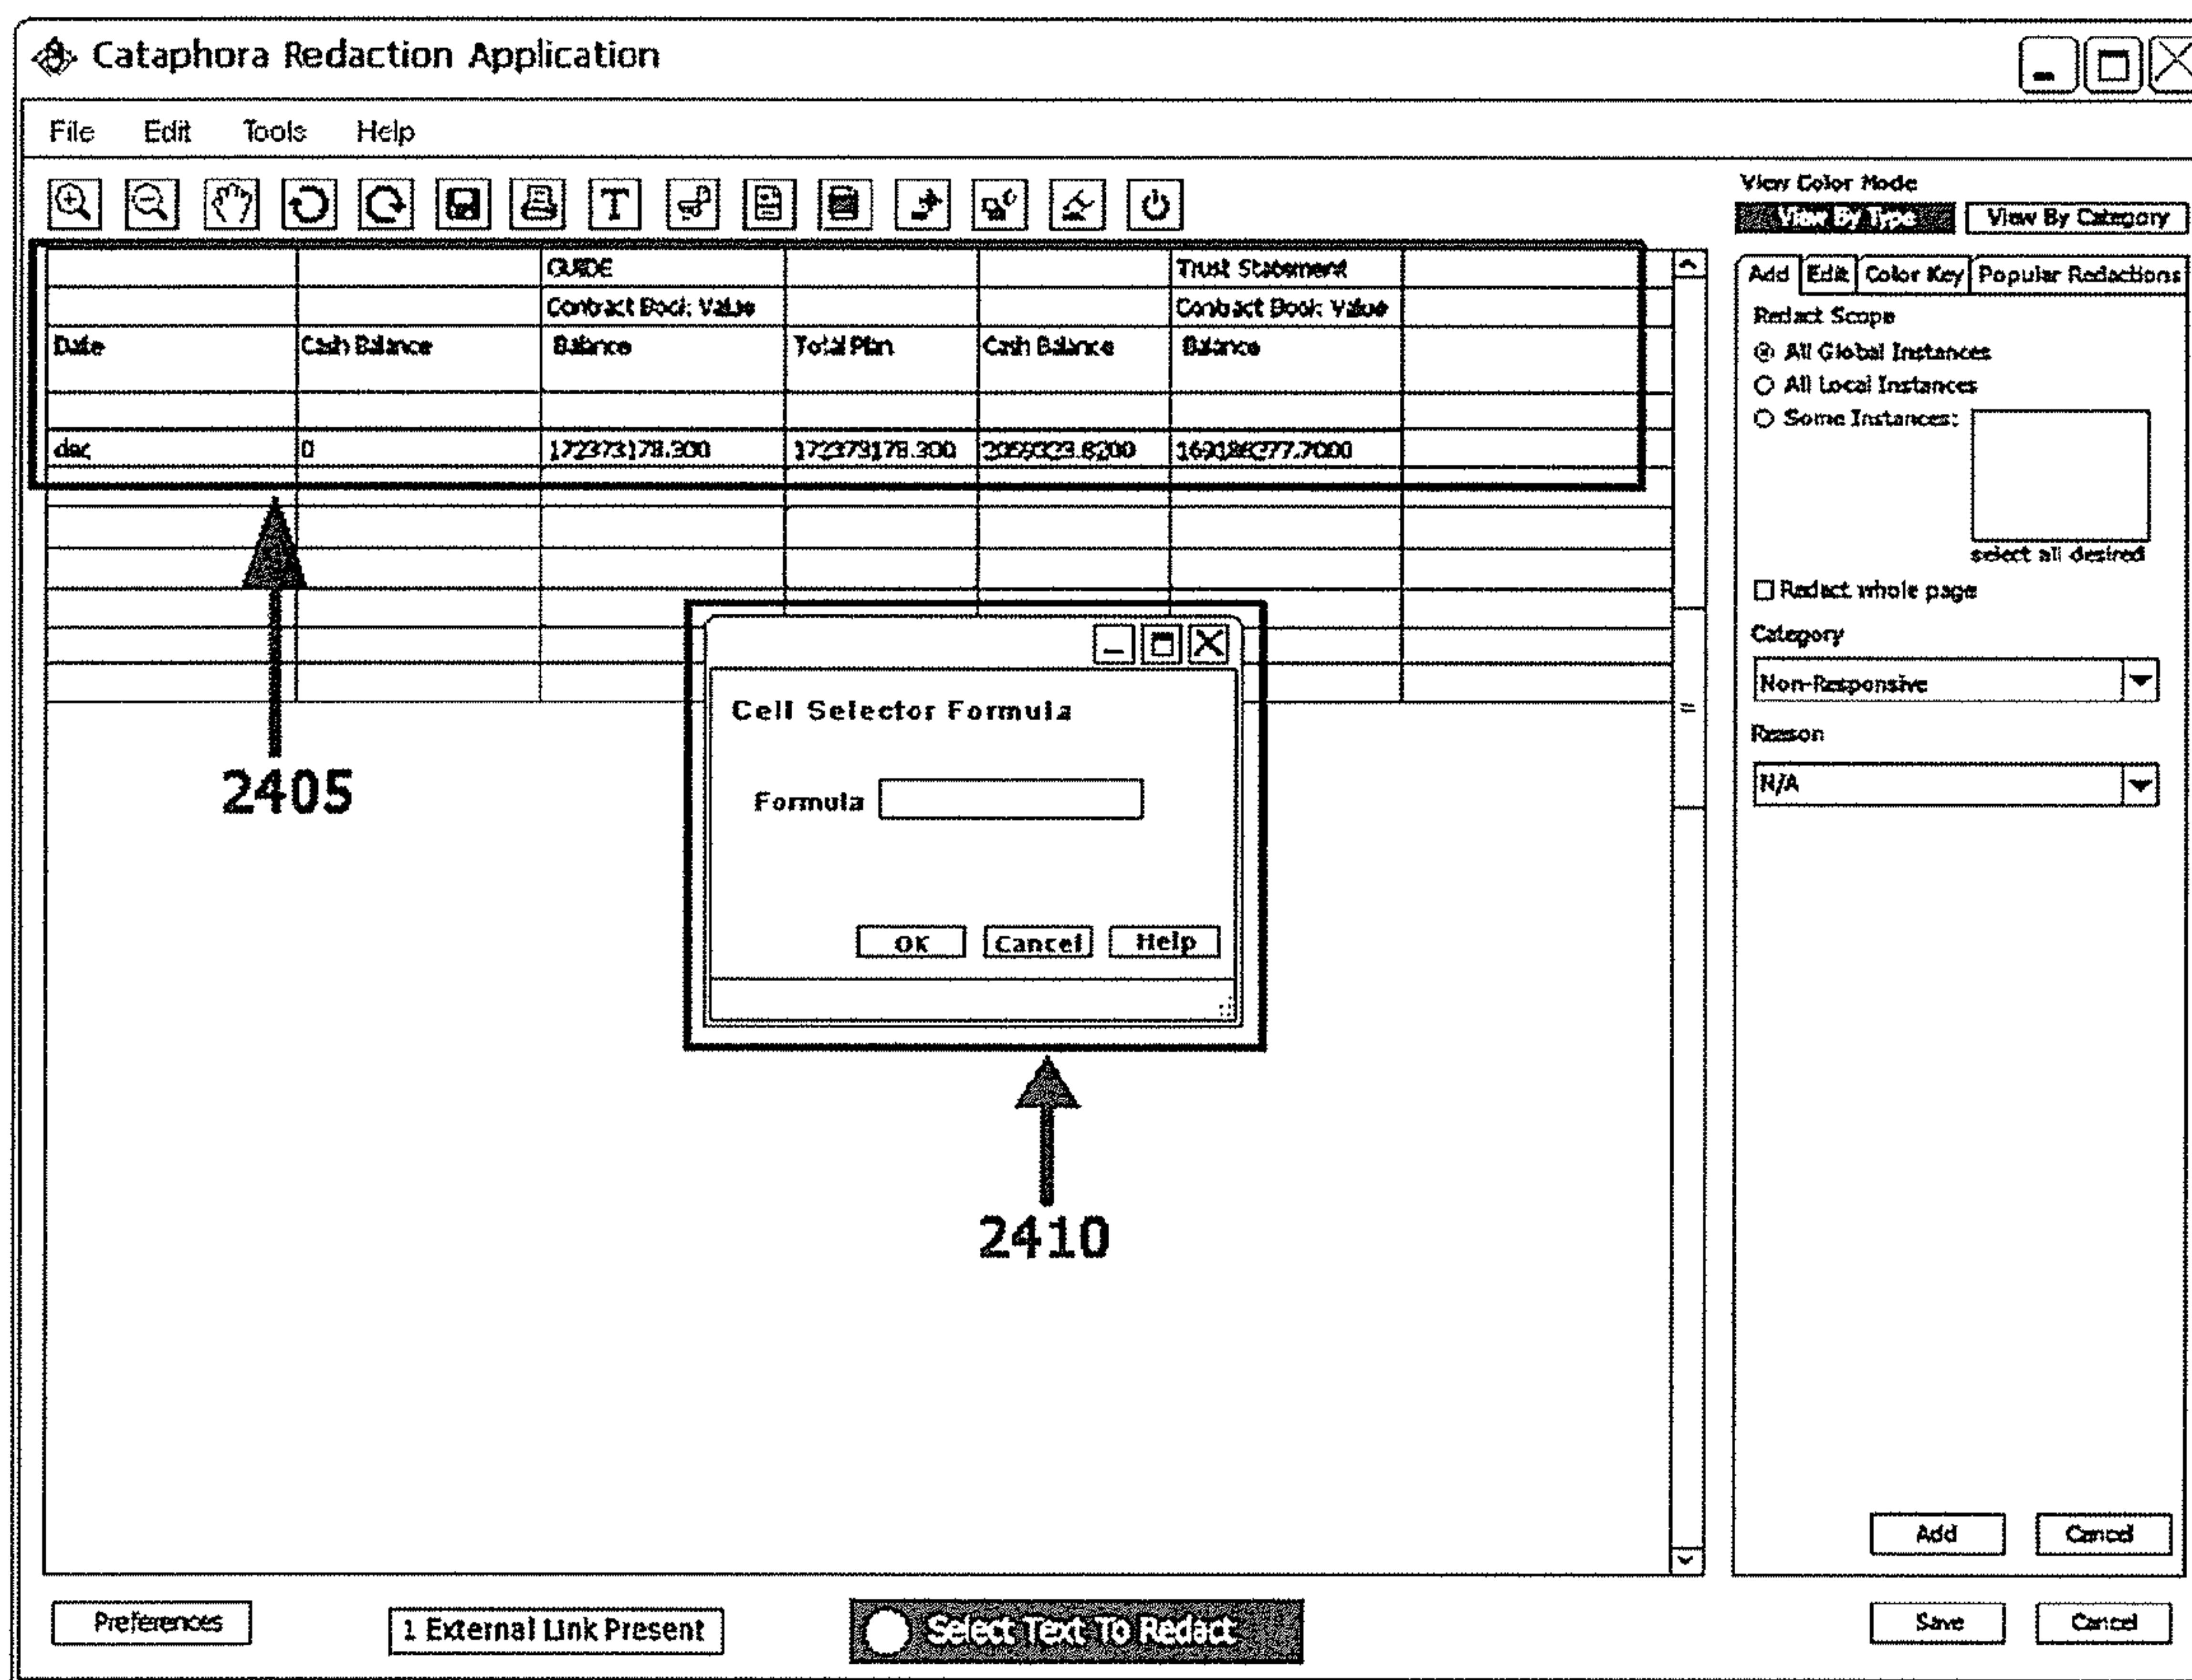 Cataphora Redaction Application
File Edit Tools Help
View Color Mode
View By Type View By Category
GUIDE Trust Statement
Contract Book Value Contract Book Value
Date Cash Balance Balance Total Plan Cash Balance Balance
dec 0 172373178.300 172373178.300 2059323.8200 169186277.7000
Add Edit Color Key Popular Redactions
Redact Scope
All Global Instances
All Local Instances
Some Instances:
select all desired
Redact whole page
Category
Non-Responsive
Reason
N/A
Cell Selector Formula
Formula
OK Cancel Help
2405
2410
Add Cancel
Preferences 1 External Link Present Select Text To Redact Save Cancel